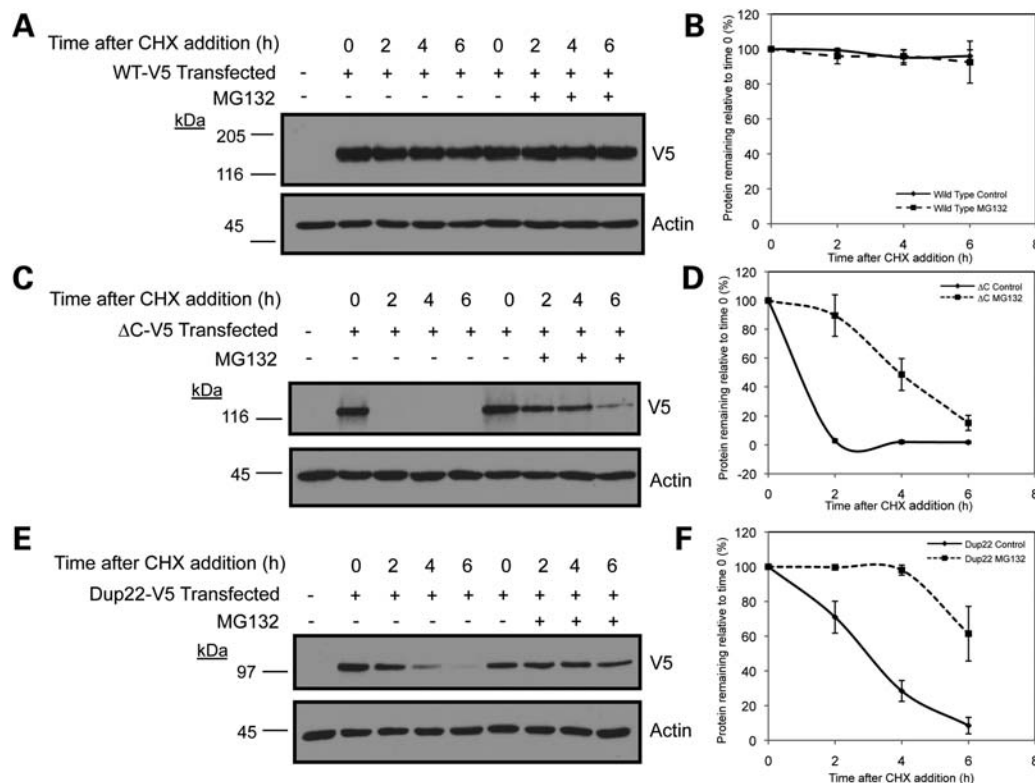 A
Time after CHX addition (h) 0 2 4 6 0 2 4 6
WT-V5 Transfected - + + + + + + + +
MG132 - - - - - - + + +
kDa
205
116
V5
45
Actin
B
Protein remaining relative to time 0 (%)
120
100
80
60
40
20
0
Wild Type Control
Wild Type MG132
0 2 4 6 8
Time after CHX addition (h)
C
Time after CHX addition (h) 0 2 4 6 0 2 4 6
ΔC-V5 Transfected - + + + + + + + +
MG132 - - - - - - + + +
kDa
116
V5
45
Actin
D
Protein remaining relative to time 0 (%)
120
100
80
60
40
20
0
-20
ΔC Control
ΔC MG132
0 2 4 6 8
Time after CHX addition (h)
E
Time after CHX addition (h) 0 2 4 6 0 2 4 6
Dup22-V5 Transfected - + + + + + + + +
MG132 - - - - - - + + +
kDa
97
V5
45
Actin
F
Protein remaining relative to time 0 (%)
120
100
80
60
40
20
0
Dup22 Control
Dup22 MG132
0 2 4 6 8
Time after CHX addition (h)